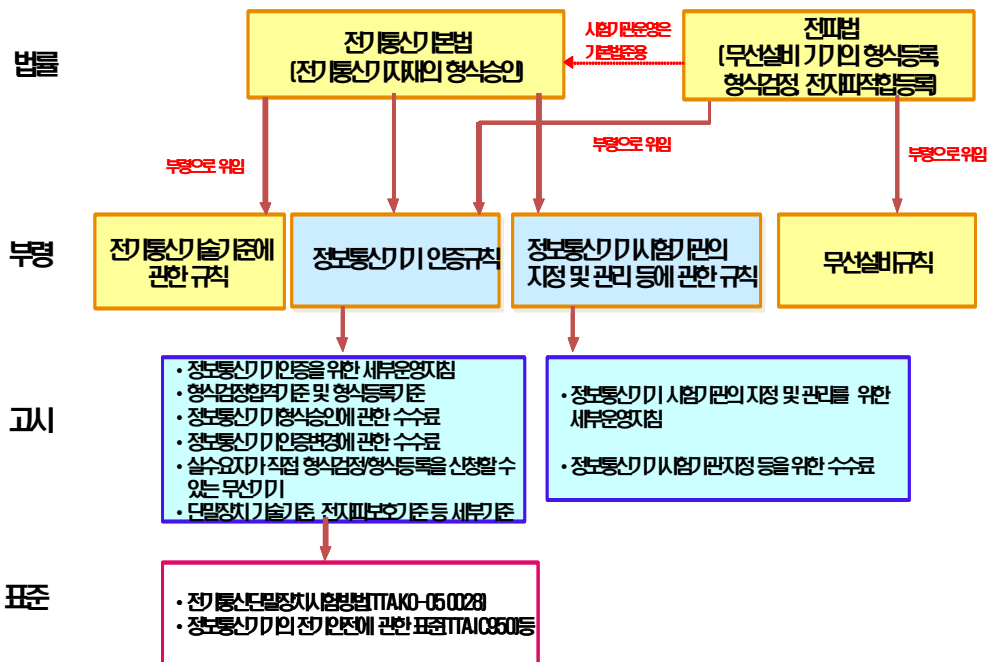 법률
전기통신기본법
(전기통신기자재의 형식승인)
시험기관운영은
기본법준용
전파법
(무선설비 기기의 형식등록,
형식검정, 전자파적합등록)
부령으로 위임
부령으로 위임
부령으로 위임
부령
전기통신기술기준에
관한 규칙
정보통신기기 인증규칙
정보통신기기시험기관의
지정 및 관리 등에 관한 규칙
무선설비규칙
고시
• 정보통신기기인증을 위한 세부운영지침
• 형식검정합격기준 및 형식등록기준
• 정보통신기기형식승인에 관한 수수료
• 정보통신기기인증변경에 관한 수수료
• 실수요자가 직접 형식검정/형식등록을 신청할 수
있는 무선기기
• 단말장치 기술기준, 전자파보호기준 등 세부기준
• 정보통신기기 시험기관의 지정 및 관리를 위한
세부운영지침
• 정보통신기기시험기관지정 등을 위한 수수료
표준
• 전기통신단말장치시험방법(TTA.KO-05.0028)
• 정보통신기기의 전기안전에 관한 표준(TTA.IC950)등